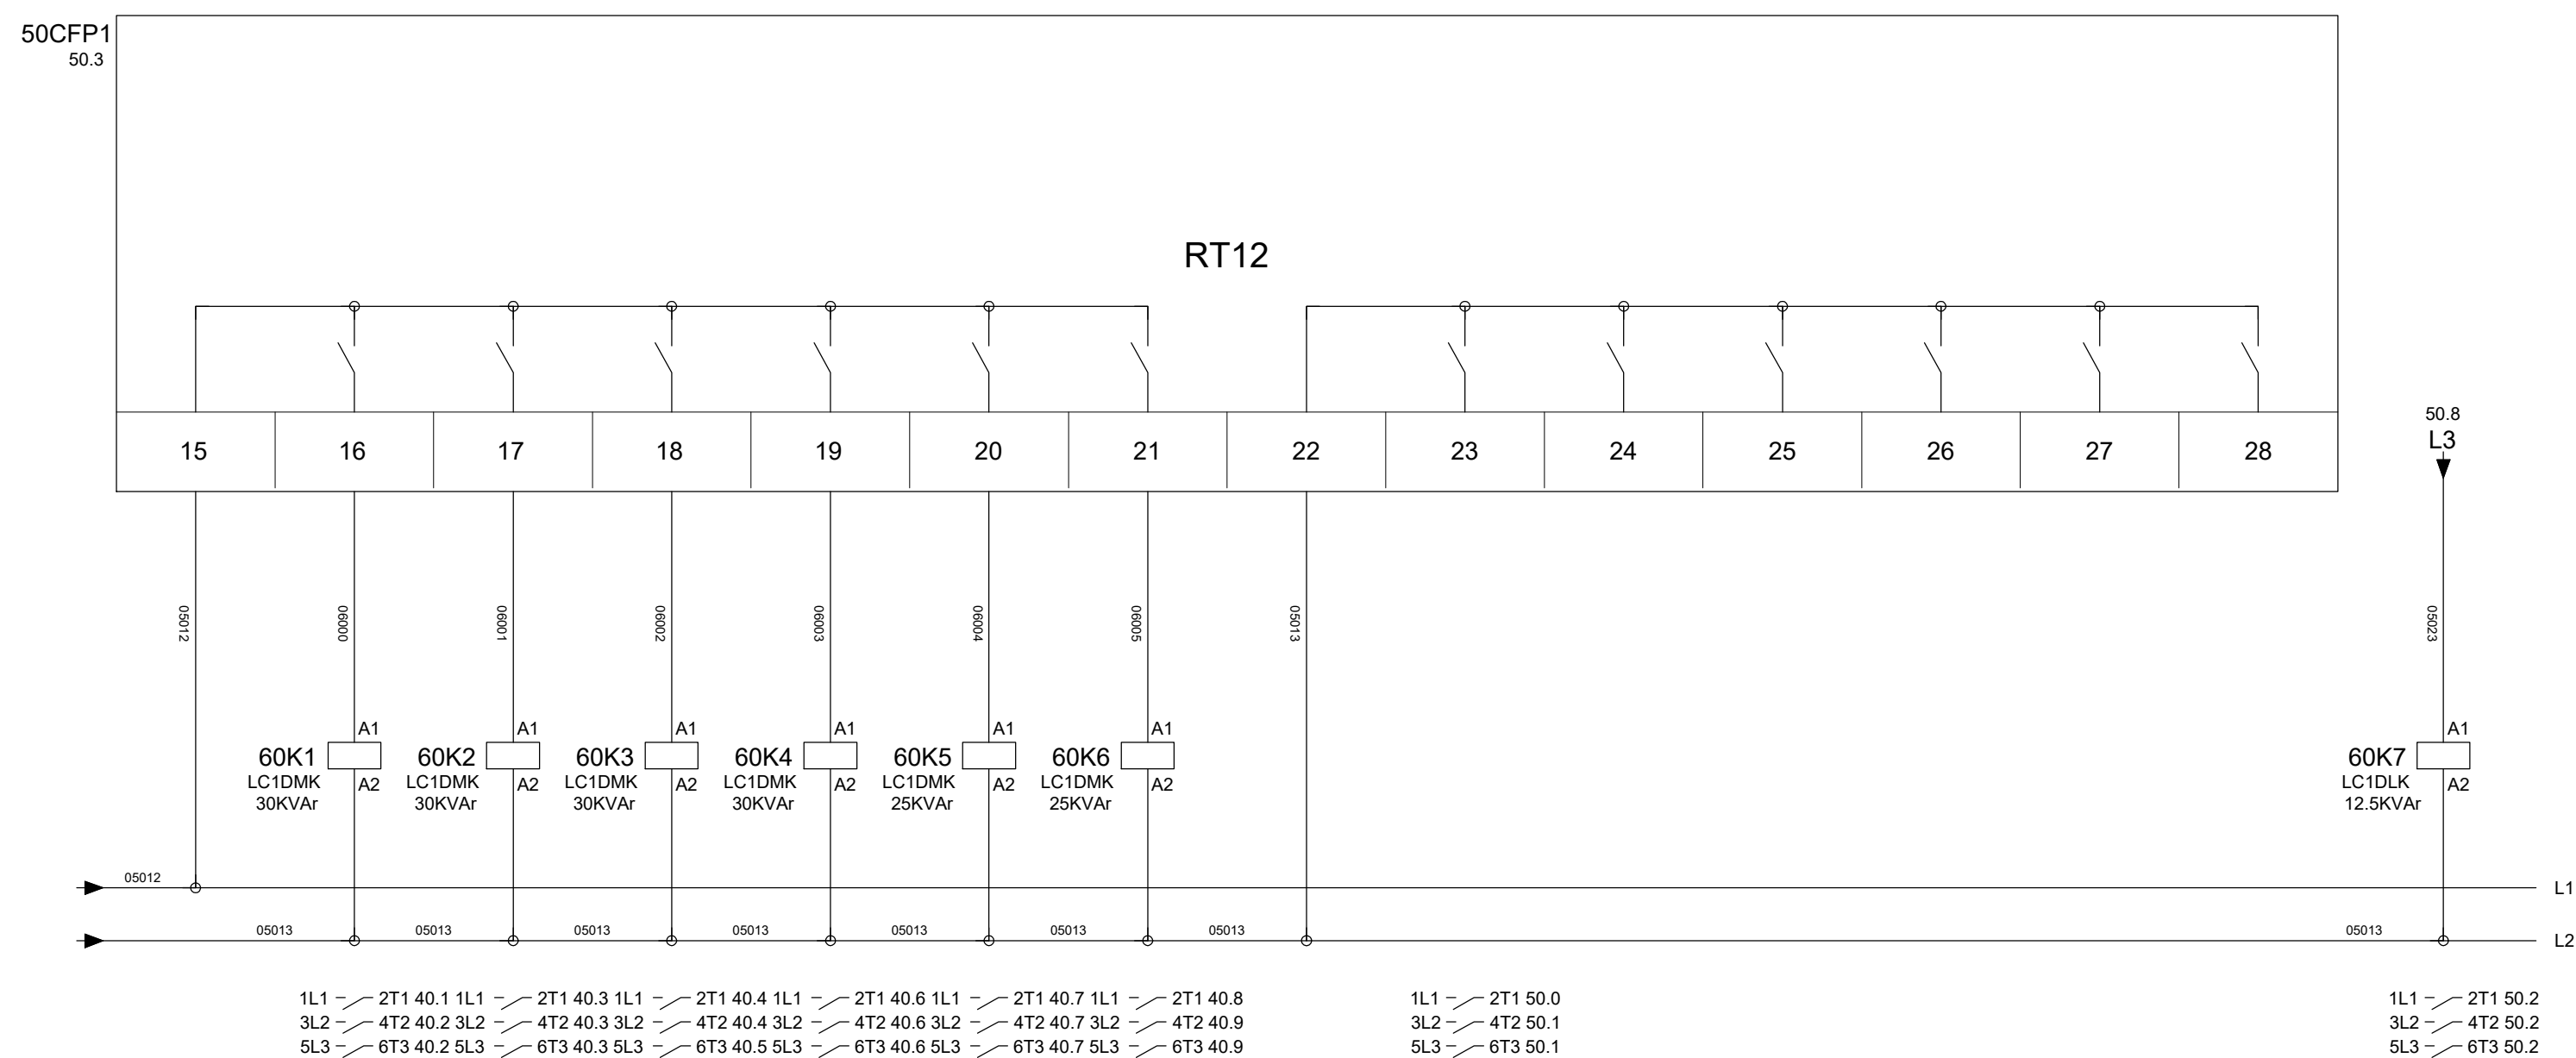 50CFP1
50.3
RT12
15 16 17 18 19 20 21 22 23 24 25 26 27 28
50.8
L3
05012 06000 06001 06002 06003 06004 06005 05013 05023
A1 A1 A1 A1 A1 A1 A1
60K1 60K2 60K3 60K4 60K5 60K6 60K7
LC1DMK LC1DMK LC1DMK LC1DMK LC1DMK LC1DMK LC1DLK
A2 A2 A2 A2 A2 A2 A2
30KVAr 30KVAr 30KVAr 30KVAr 25KVAr 25KVAr 12.5KVAr
05012 L1
05013 05013 05013 05013 05013 05013 05013 05013 L2
1L1 2T1 40.1 1L1 2T1 40.3 1L1 2T1 40.4 1L1 2T1 40.6 1L1 2T1 40.7 1L1 2T1 40.8 1L1 2T1 50.0 1L1 2T1 50.2
3L2 4T2 40.2 3L2 4T2 40.3 3L2 4T2 40.4 3L2 4T2 40.6 3L2 4T2 40.7 3L2 4T2 40.9 3L2 4T2 50.1 3L2 4T2 50.2
5L3 6T3 40.2 5L3 6T3 40.3 5L3 6T3 40.5 5L3 6T3 40.6 5L3 6T3 40.7 5L3 6T3 40.9 5L3 6T3 50.1 5L3 6T3 50.2